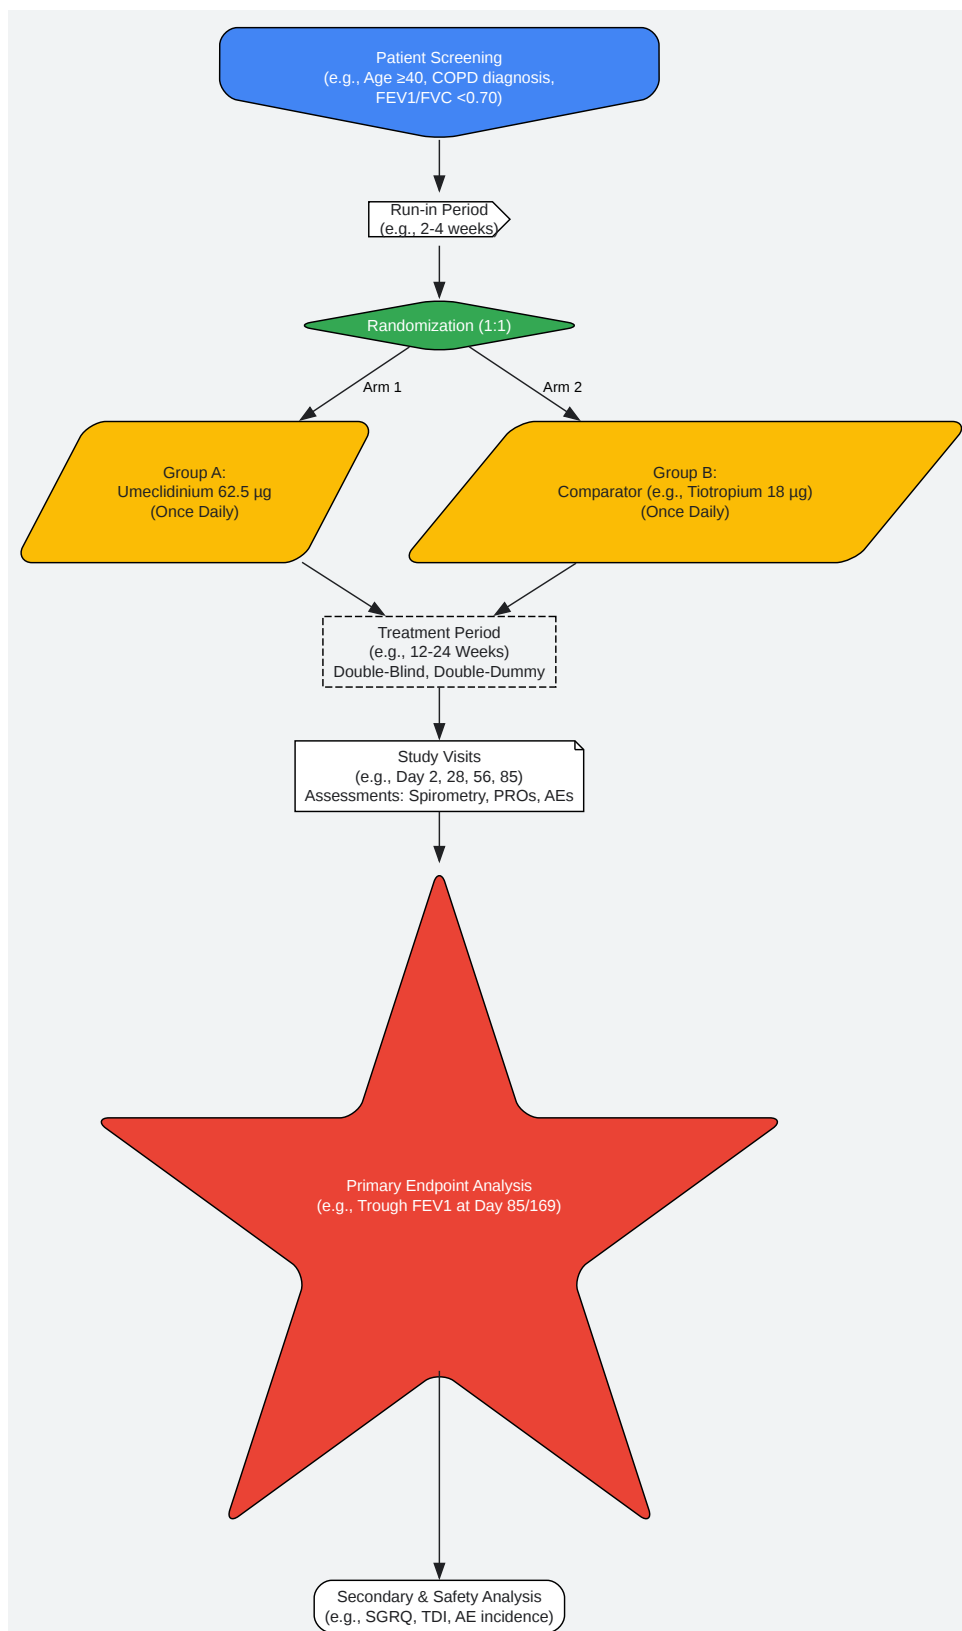 Patient Screening
(e.g., Age ≥40, COPD diagnosis,
FEV1/FVC <0.70)
Run-in Period
(e.g., 2-4 weeks)
Randomization (1:1)
Arm 1
Arm 2
Group A:
Umeclidinium 62.5 µg
(Once Daily)
Group B:
Comparator (e.g., Tiotropium 18 µg)
(Once Daily)
Treatment Period
(e.g., 12-24 Weeks)
Double-Blind, Double-Dummy
Study Visits
(e.g., Day 2, 28, 56, 85)
Assessments: Spirometry, PROs, AEs
Primary Endpoint Analysis
(e.g., Trough FEV1 at Day 85/169)
Secondary & Safety Analysis
(e.g., SGRQ, TDI, AE incidence)